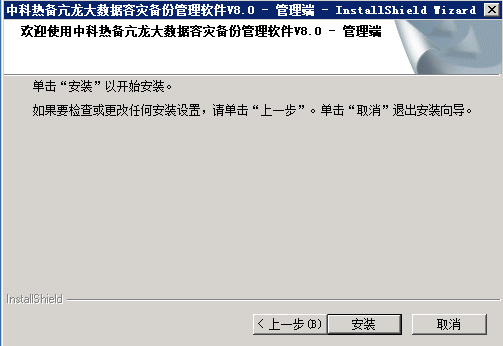 中科热备亢龙大数据容灾备份管理软件V8.0 - 管理端 - InstallShield Wizard
欢迎使用中科热备亢龙大数据容灾备份管理软件V8.0 - 管理端
单击“安装”以开始安装。
如果要检查或更改任何安装设置，请单击“上一步”。单击“取消”退出安装向导。
InstallShield
< 上一步(B) 安装 取消